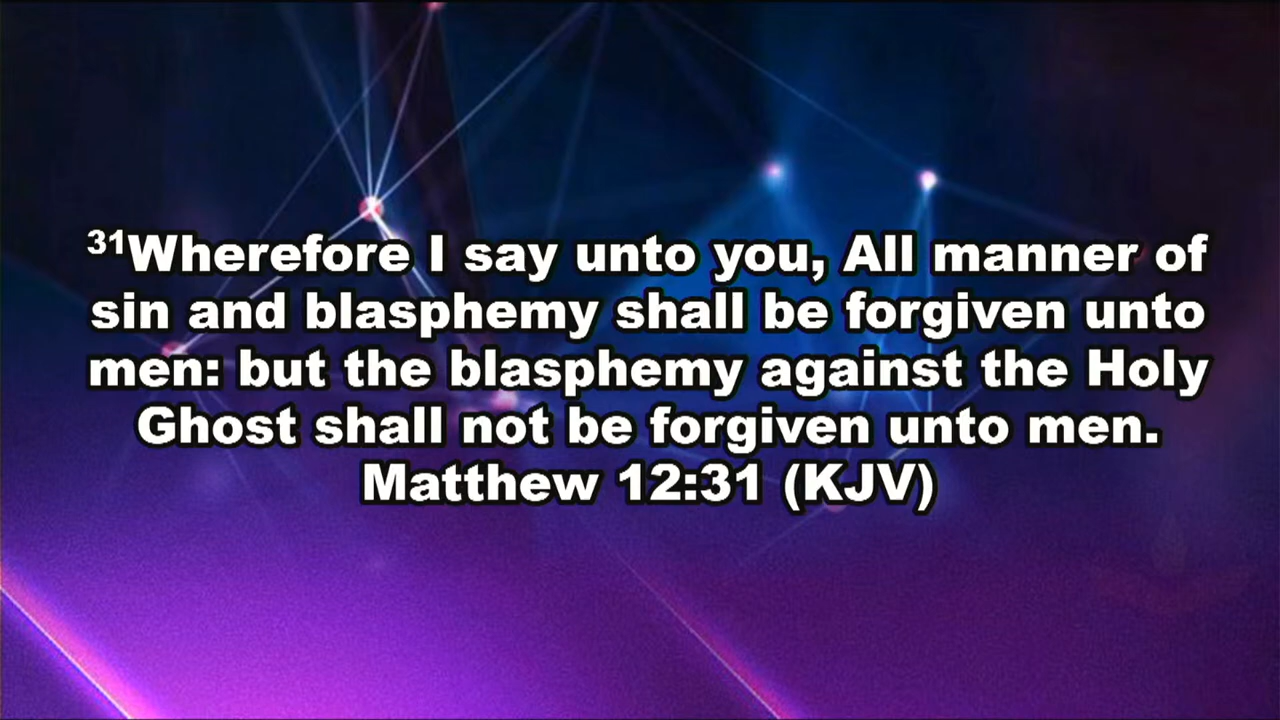 ³¹Wherefore I say unto you, All manner of
sin and blasphemy shall be forgiven unto
men: but the blasphemy against the Holy
Ghost shall not be forgiven unto men.
Matthew 12:31 (KJV)